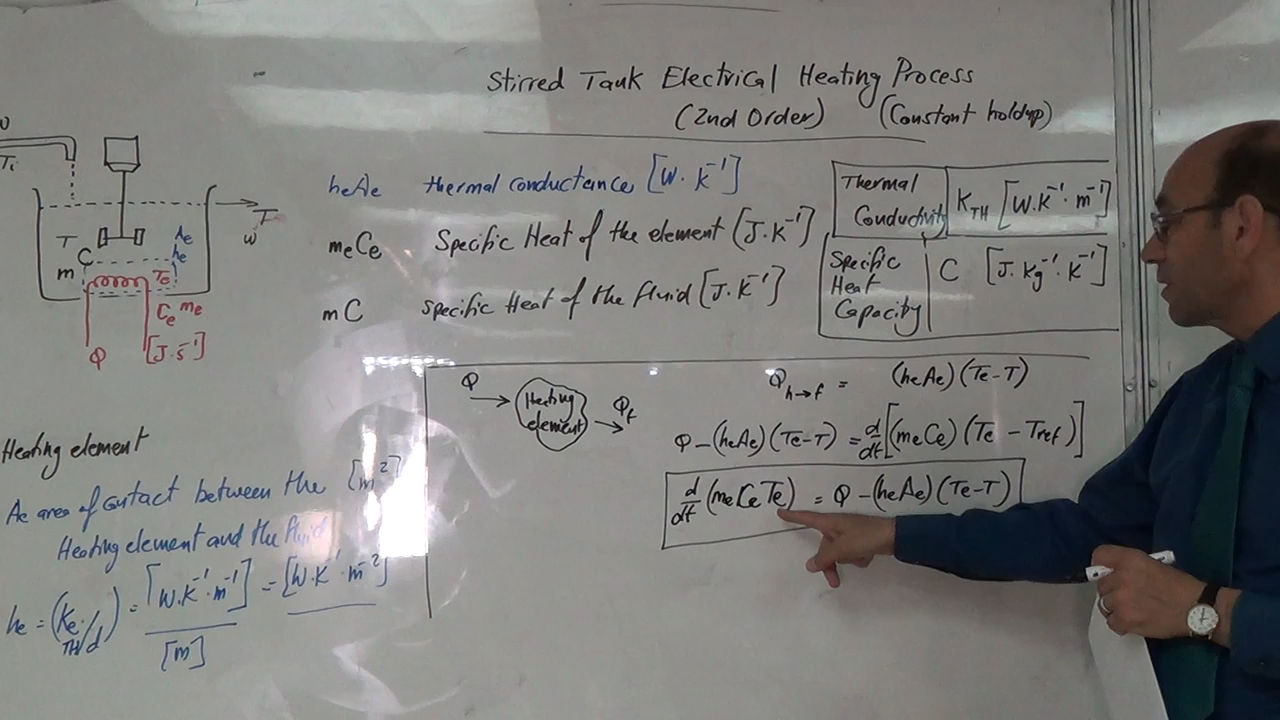 Stirred Tank Electrical Heating Process
(2nd Order) (Constant holdup)
Ti
T
w
T
C
m
Ae
he
Te
Ce me
Q [J.s⁻¹]
heAe thermal conductance [W.K⁻¹]
meCe Specific Heat of the element [J.K⁻¹]
mC Specific Heat of the fluid [J.K⁻¹]
Thermal Conductivity K_TH [W.K⁻¹.m⁻¹]
Specific Heat Capacity C [J.Kg⁻¹.K⁻¹]
Heating element
Ae area of contact between the [m²]
Heating element and the fluid
he = (Ke_TH/d) = [W.K⁻¹.m⁻¹]/[m] = [W.K⁻¹.m⁻²]
Q → Heating element → Qf
Q_h→f = (heAe)(Te-T)
Q-(heAe)(Te-T) = d/dt[(meCe)(Te-Tref)]
d/dt(meCeTe) = Q-(heAe)(Te-T)